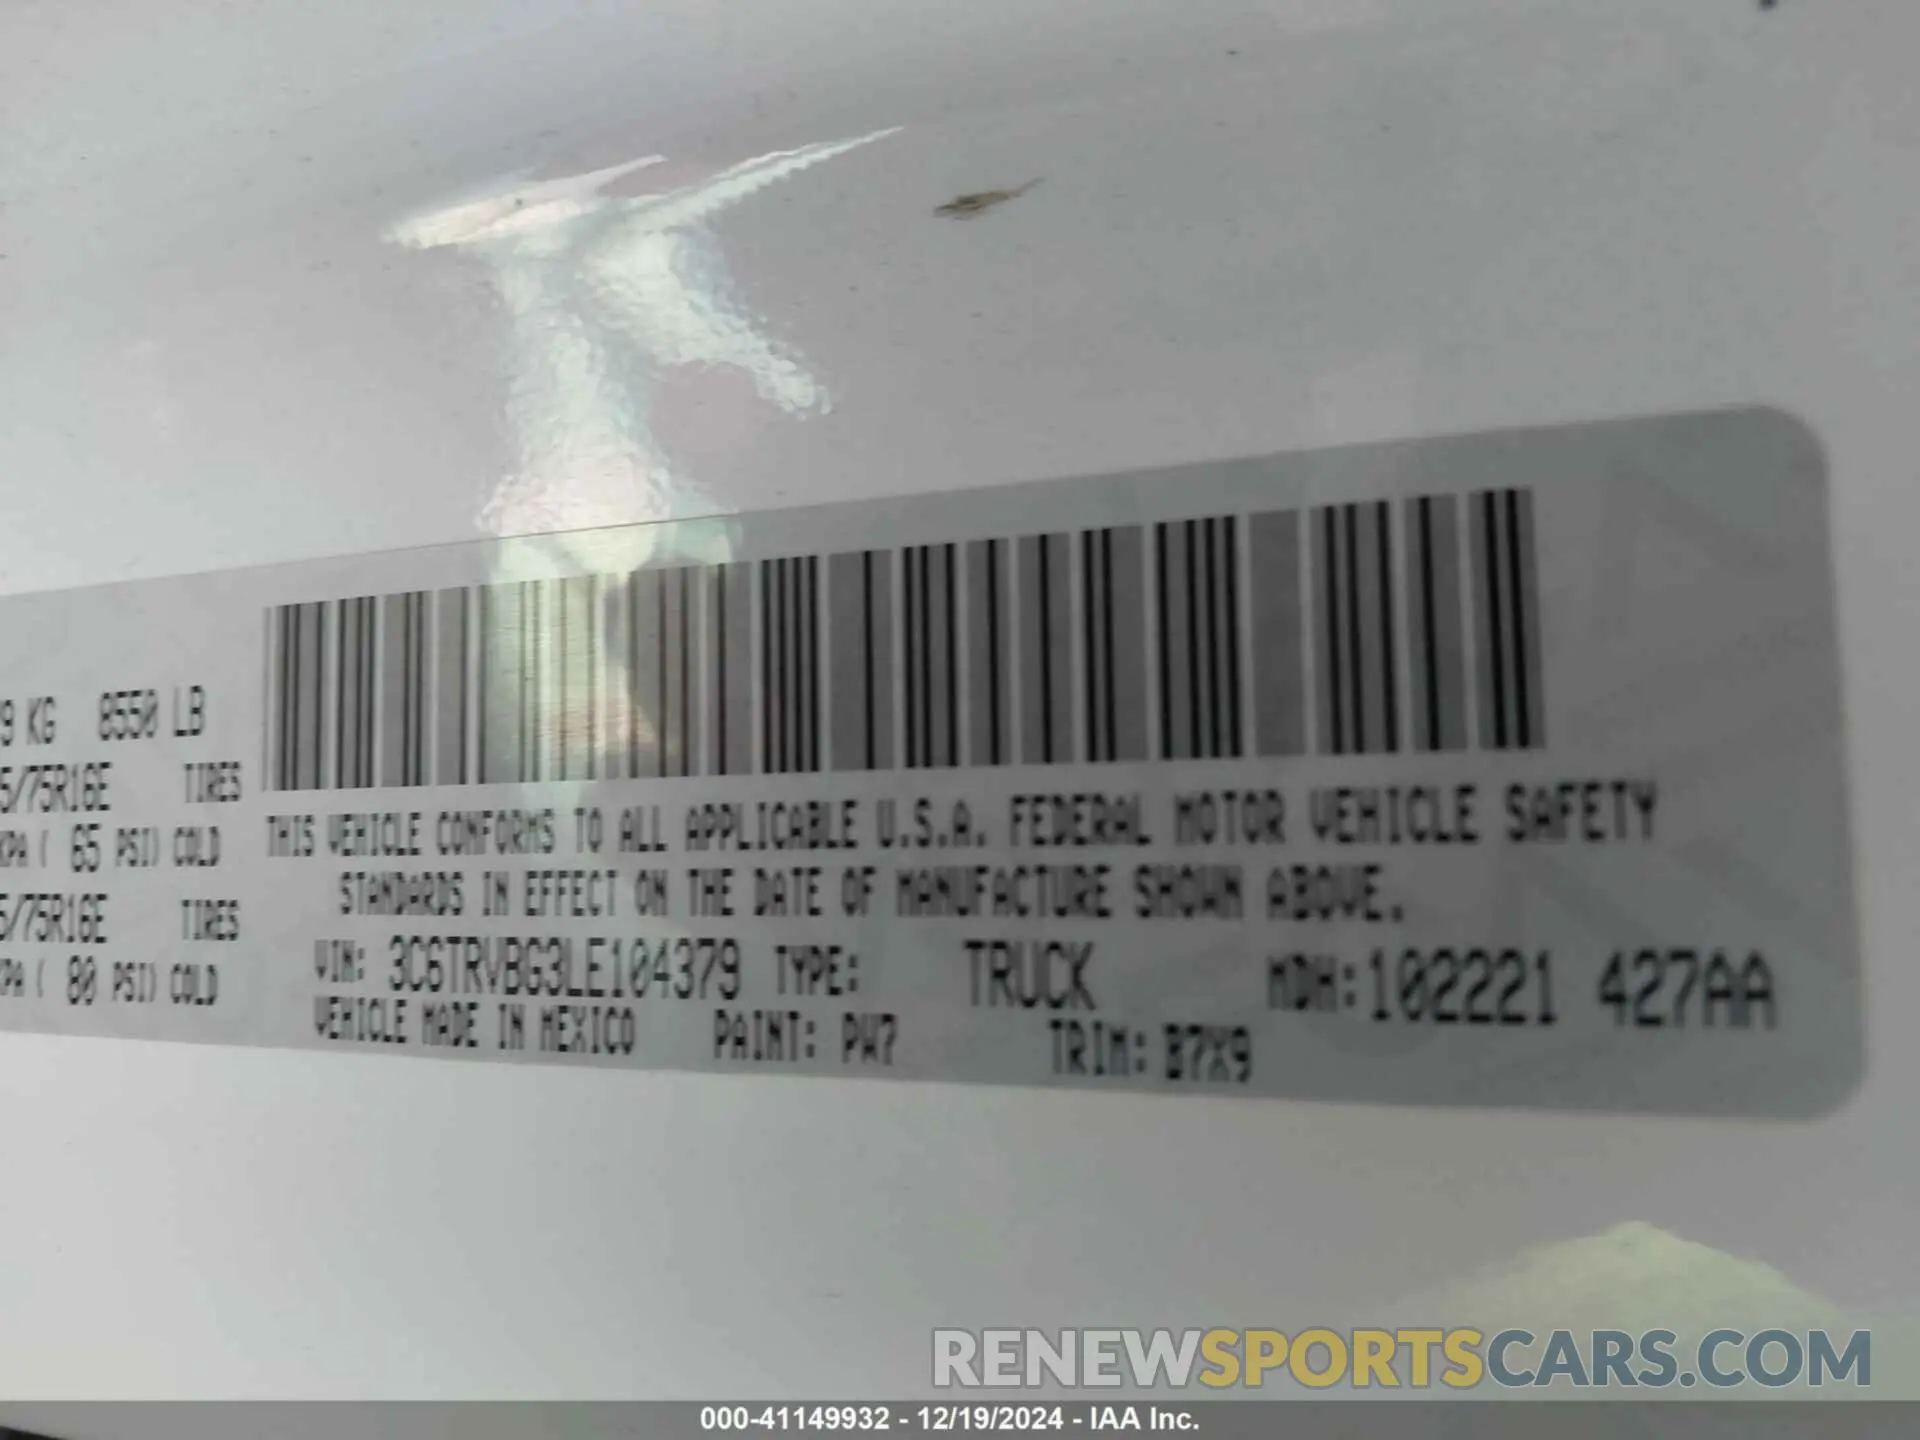 9 KG 8550 LB
5/75R16E TIRES
KPA ( 65 PSI) COLD
5/75R16E TIRES
KPA ( 80 PSI) COLD
THIS VEHICLE CONFORMS TO ALL APPLICABLE U.S.A. FEDERAL MOTOR VEHICLE SAFETY
STANDARDS IN EFFECT ON THE DATE OF MANUFACTURE SHOWN ABOVE.
VIN: 3C6TRVBG3LE104379 TYPE: TRUCK MDH:102221 427AA
VEHICLE MADE IN MEXICO PAINT: PW7 TRIM: B7X9
RENEWSPORTSCARS.COM
000-41149932 - 12/19/2024 - IAA Inc.